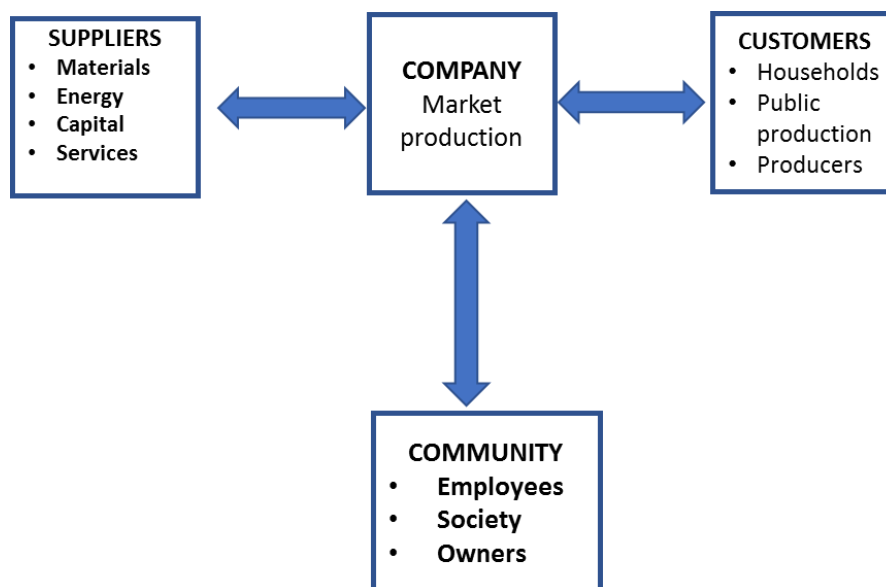 SUPPLIERS
• Materials
• Energy
• Capital
• Services
COMPANY
Market
production
CUSTOMERS
• Households
• Public
production
• Producers
COMMUNITY
• Employees
• Society
• Owners